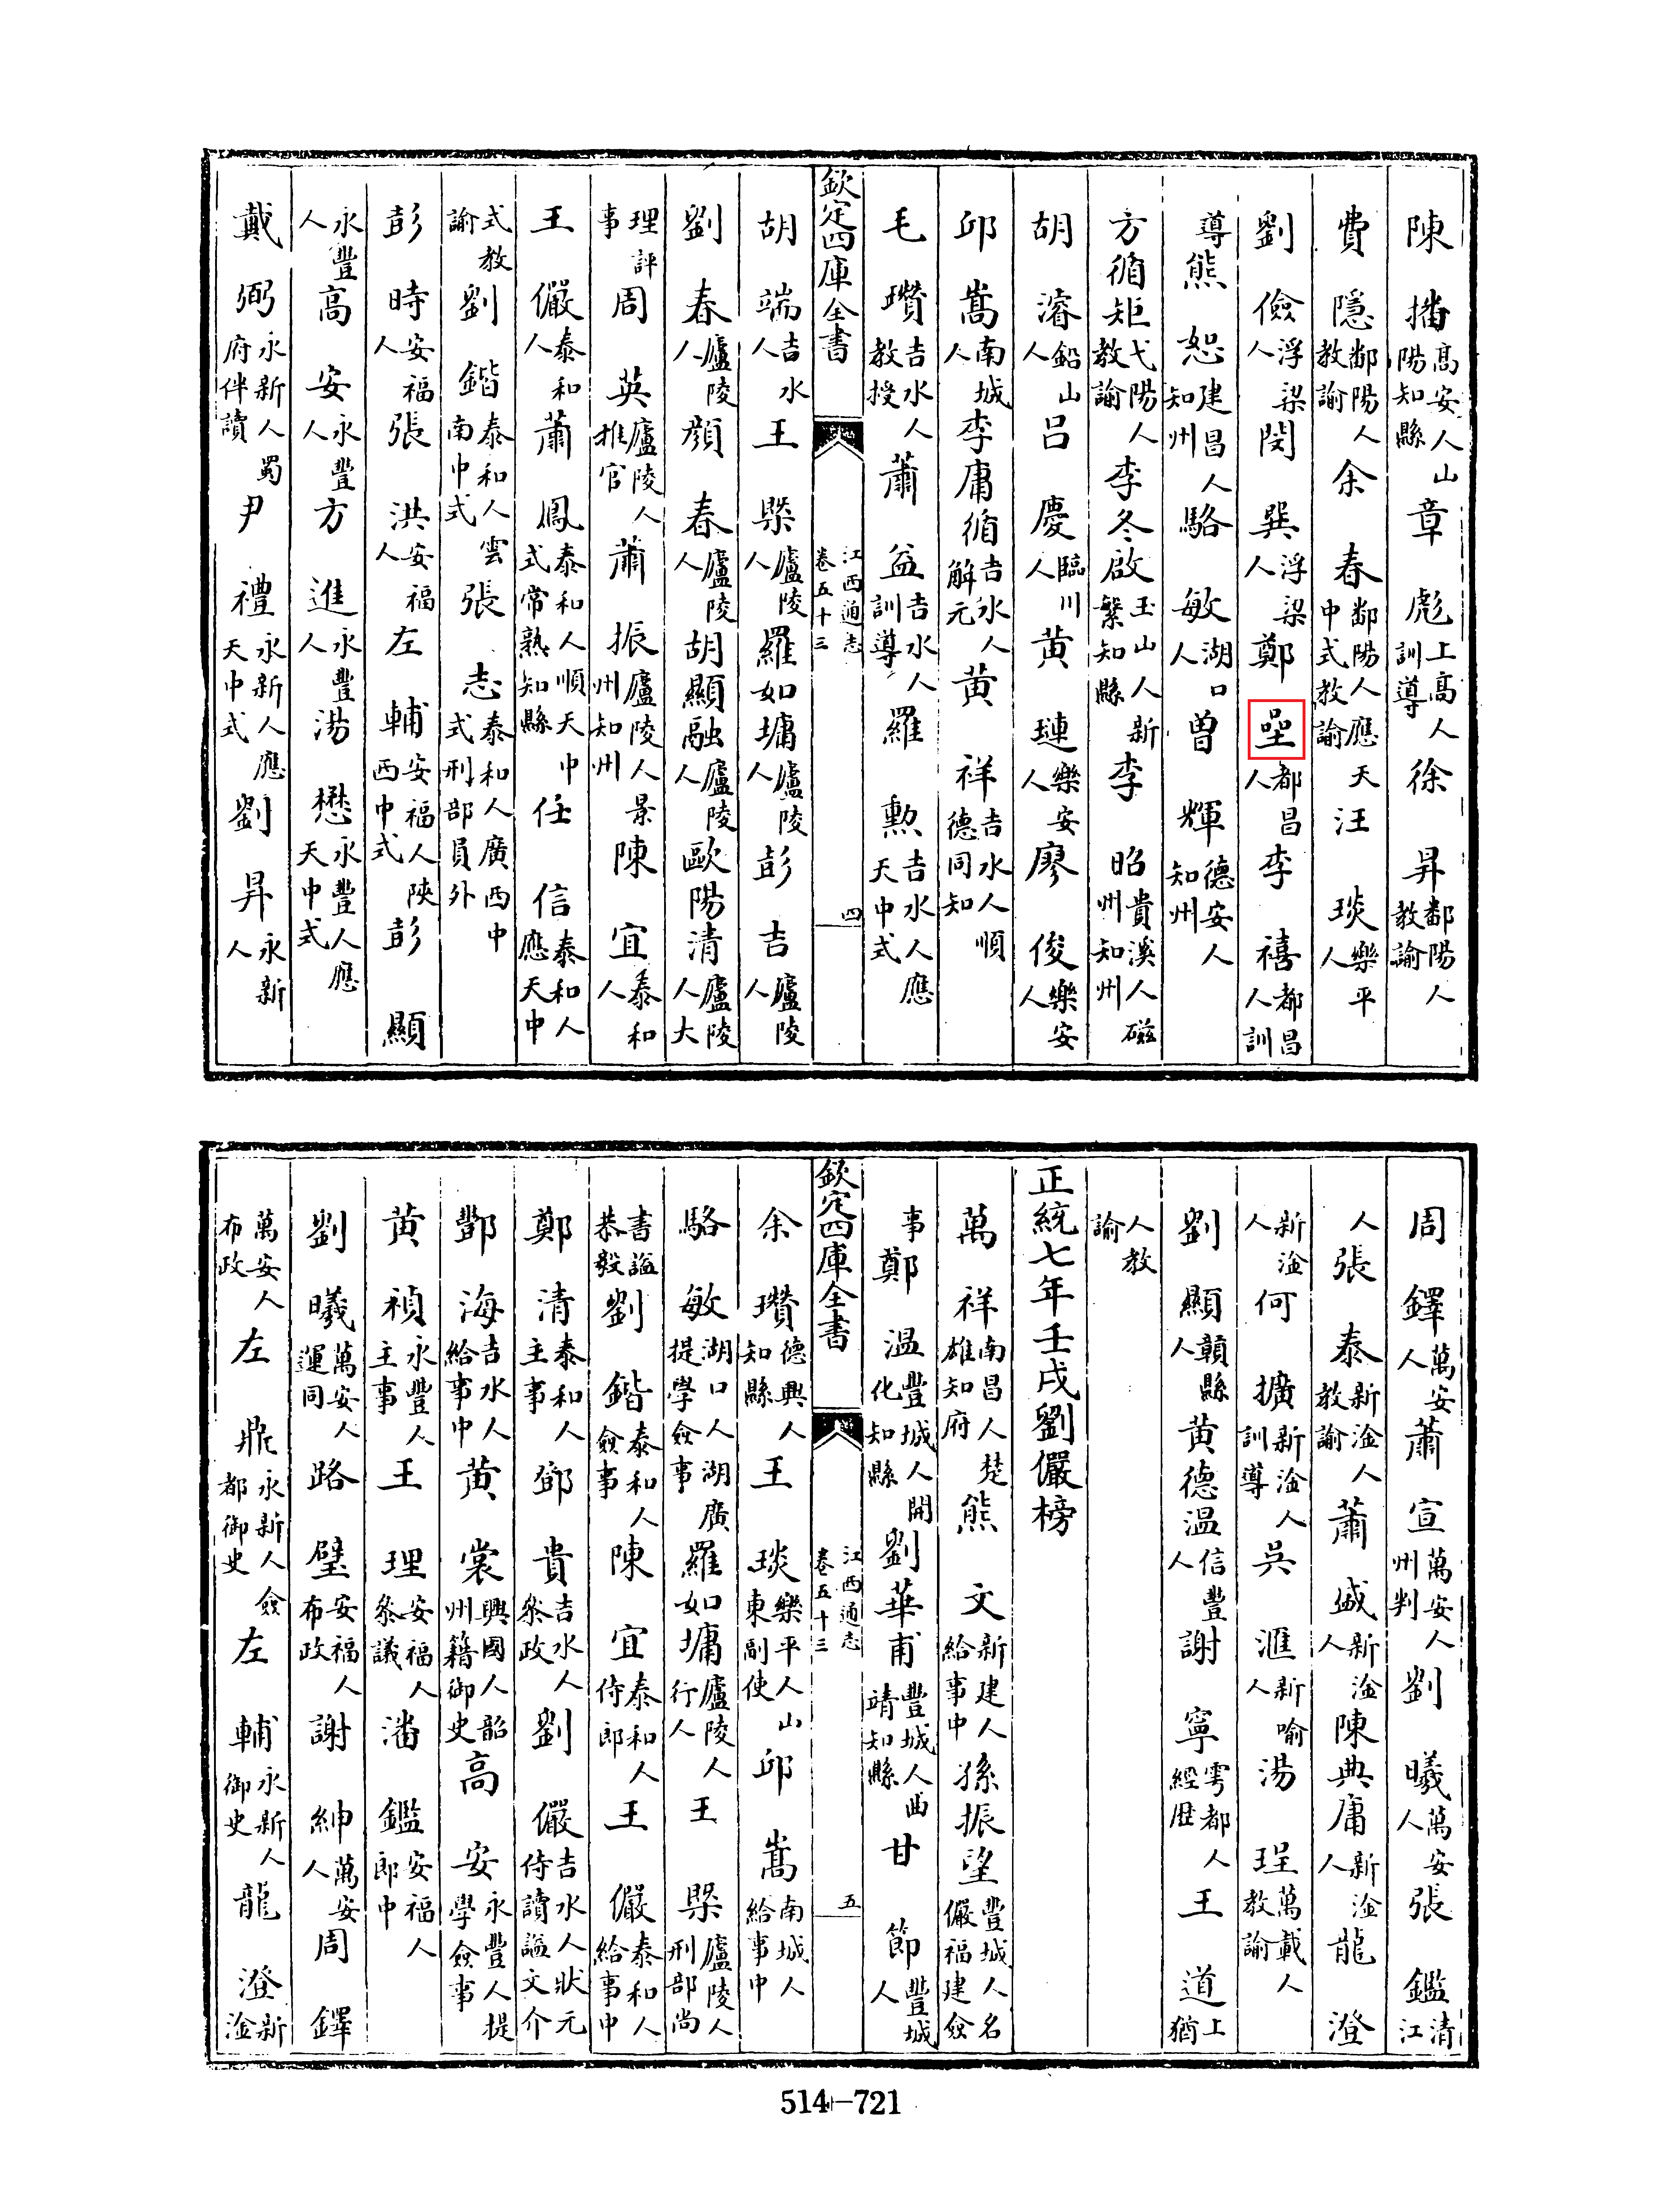 陳播高安人山陽知縣章彪上高人訓導徐昇鄱陽人教諭
費隱鄱陽人教諭余春鄱陽人應天中式教諭汪琰樂平人
劉儉浮梁人閔巽浮梁人鄭都昌人李禧都昌人訓
導熊恕建昌人知州駱敏湖口人曾輝德安人知州
方循矩弋陽人教諭李冬啟玉山人新繁知縣李昭貴溪人磁州知州
胡濬鉛山人吕慶臨川人黄璉樂安人廖俊樂安人
邱嵩南城人李庸循吉水人解元黄祥吉水人順德同知
毛瓚吉水人教授蕭益吉水人訓導羅勲吉水人應天中式
欽定四庫全書 江西通志卷五十三 四
胡端吉水人王槩廬陵人羅如墉廬陵人彭吉廬陵人
劉春廬陵人顔春廬陵人胡顯融廬陵人歐陽清廬陵人大
理評事周英廬陵人推官蕭振廬陵人景州知州陳宜泰和人
王儼泰和人蕭鳳泰和人順天中式常熟知縣任信泰和人應天中
式教諭劉鍇泰和人雲南中式張志泰和人廣西中式刑部員外
彭時安福人張洪安福人左輔安福人陝西中式彭顯
永豐人高安永豐人方進永豐人湯懋永豐人應天中式
戴弼永新人蜀府伴讀尹禮永新人應天中式劉昇永新人
周鐸萬安人蕭宣萬安人州判劉曦萬安人張鑑清江
人張泰新淦人教諭蕭盛新淦人陳典庸新淦人龍澄
新淦人何擴新淦人訓導吳滙新喻人湯珵萬載人教諭
劉顯贛縣人黄德温信豐人謝寧雩都人經歴王道上猶
人教諭
正統七年壬戌劉儼榜
萬祥南昌人楚雄知府熊文新建人給事中孫振望豐城人名儼福建僉
事鄭温豐城人開化知縣劉華甫豐城人曲靖知縣甘節豐城人
欽定四庫全書 江西通志卷五十三 五
余瓚德興人知縣王琰樂平人山東副使邱嵩南城人給事中
駱敏湖口人湖廣提學僉事羅如墉廬陵人行人王槩廬陵人刑部尚
書諡恭毅劉鍇泰和人僉事陳宜泰和人侍郎王儼泰和人給事中
鄭清泰和人主事鄧貴吉水人叅政劉儼吉水人狀元侍讀諡文介
酆海吉水人給事中黄裳興國人韶州籍御史高安永豐人提學僉事
黄禎永豐人主事王理安福人叅議潘鑑安福人郎中
劉曦萬安人運同路璧安福人布政謝紳萬安人周鐸
萬安人布政左鼎永新人僉都御史左輔永新人御史龍澄新淦
514-721